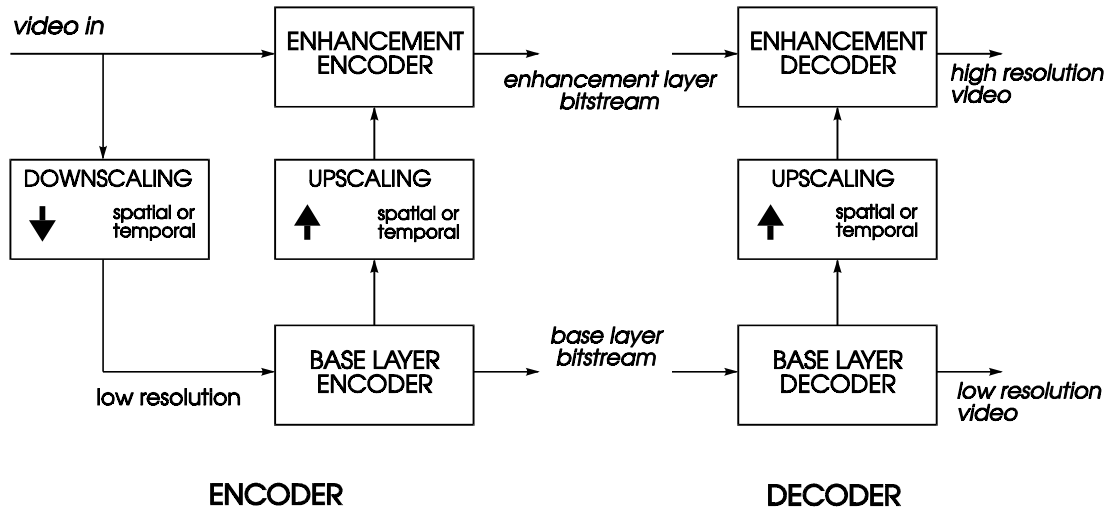 video in
ENHANCEMENT
ENCODER
enhancement layer
bitstream
ENHANCEMENT
DECODER
high resolution
video
DOWNSCALING
spatial or
temporal
UPSCALING
spatial or
temporal
UPSCALING
spatial or
temporal
low resolution
BASE LAYER
ENCODER
base layer
bitstream
BASE LAYER
DECODER
low resolution
video
ENCODER
DECODER